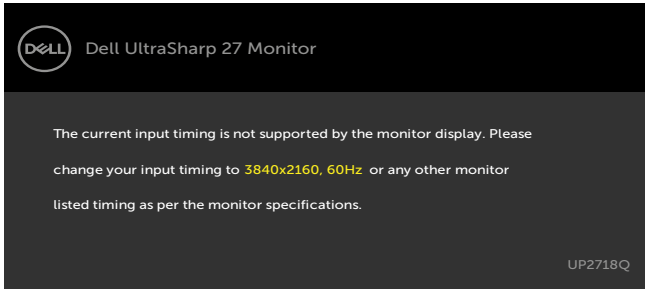 DELL
Dell UltraSharp 27 Monitor
The current input timing is not supported by the monitor display. Please
change your input timing to 3840x2160, 60Hz or any other monitor
listed timing as per the monitor specifications.
UP2718Q